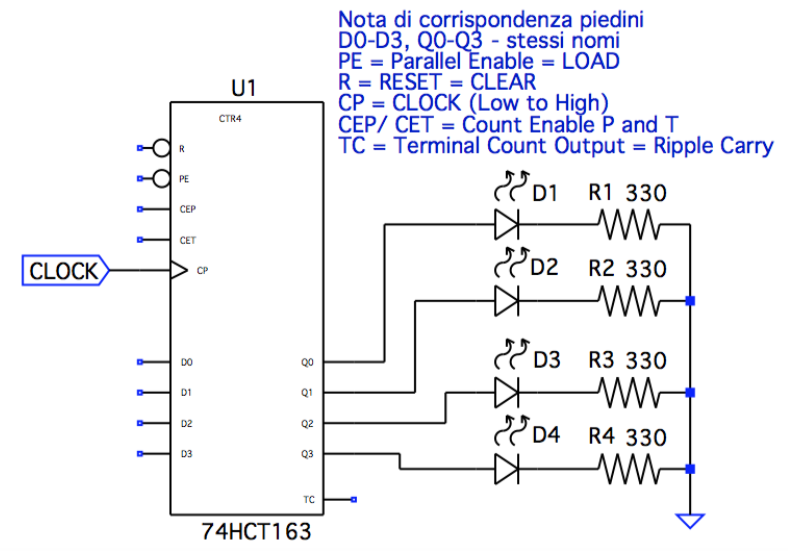 Nota di corrispondenza piedini
D0-D3, Q0-Q3 - stessi nomi
PE = Parallel Enable = LOAD
R = RESET = CLEAR
CP = CLOCK (Low to High)
CEP/ CET = Count Enable P and T
TC = Terminal Count Output = Ripple Carry
U1
CTR4
R
PE
CEP
CET
CLOCK
CP
D0
D1
D2
D3
Q0
Q1
Q2
Q3
TC
74HCT163
D1 R1 330
D2 R2 330
D3 R3 330
D4 R4 330